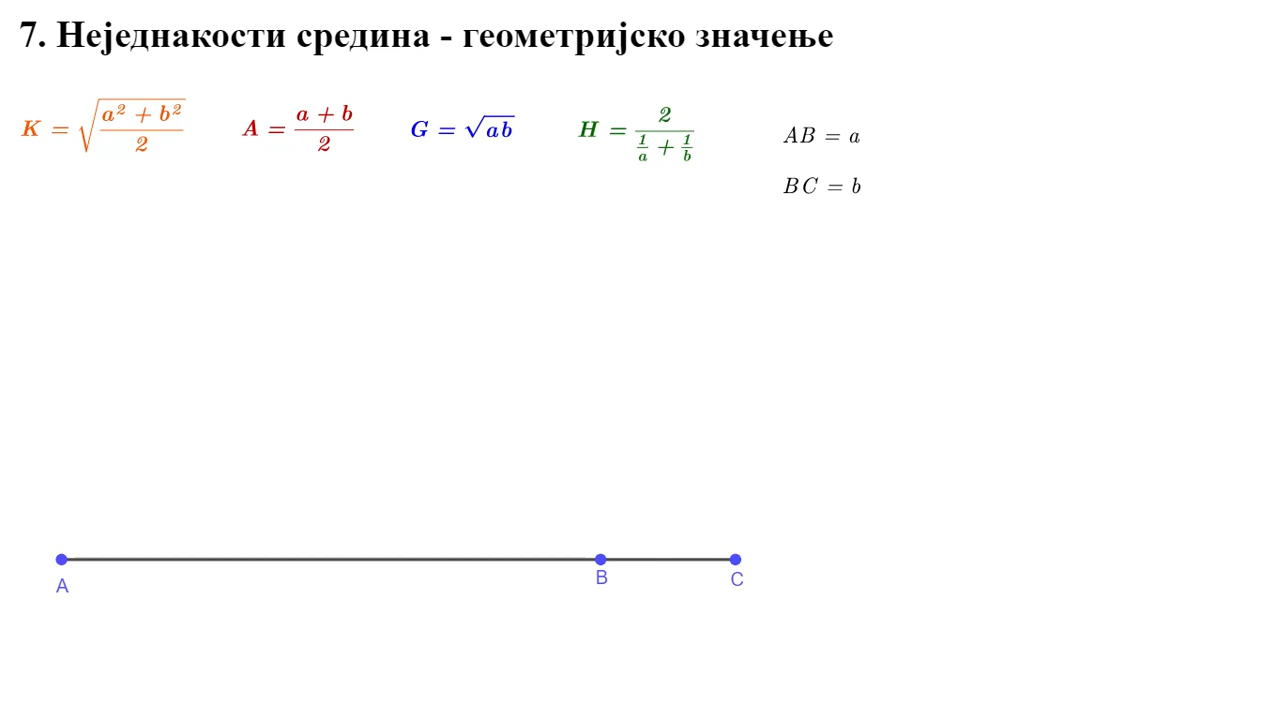 7. Неједнакости средина - геометријско значење
K = √((a² + b²)/2)
A = (a + b)/2
G = √(ab)
H = 2/(1/a + 1/b)
AB = a
BC = b
A
B
C